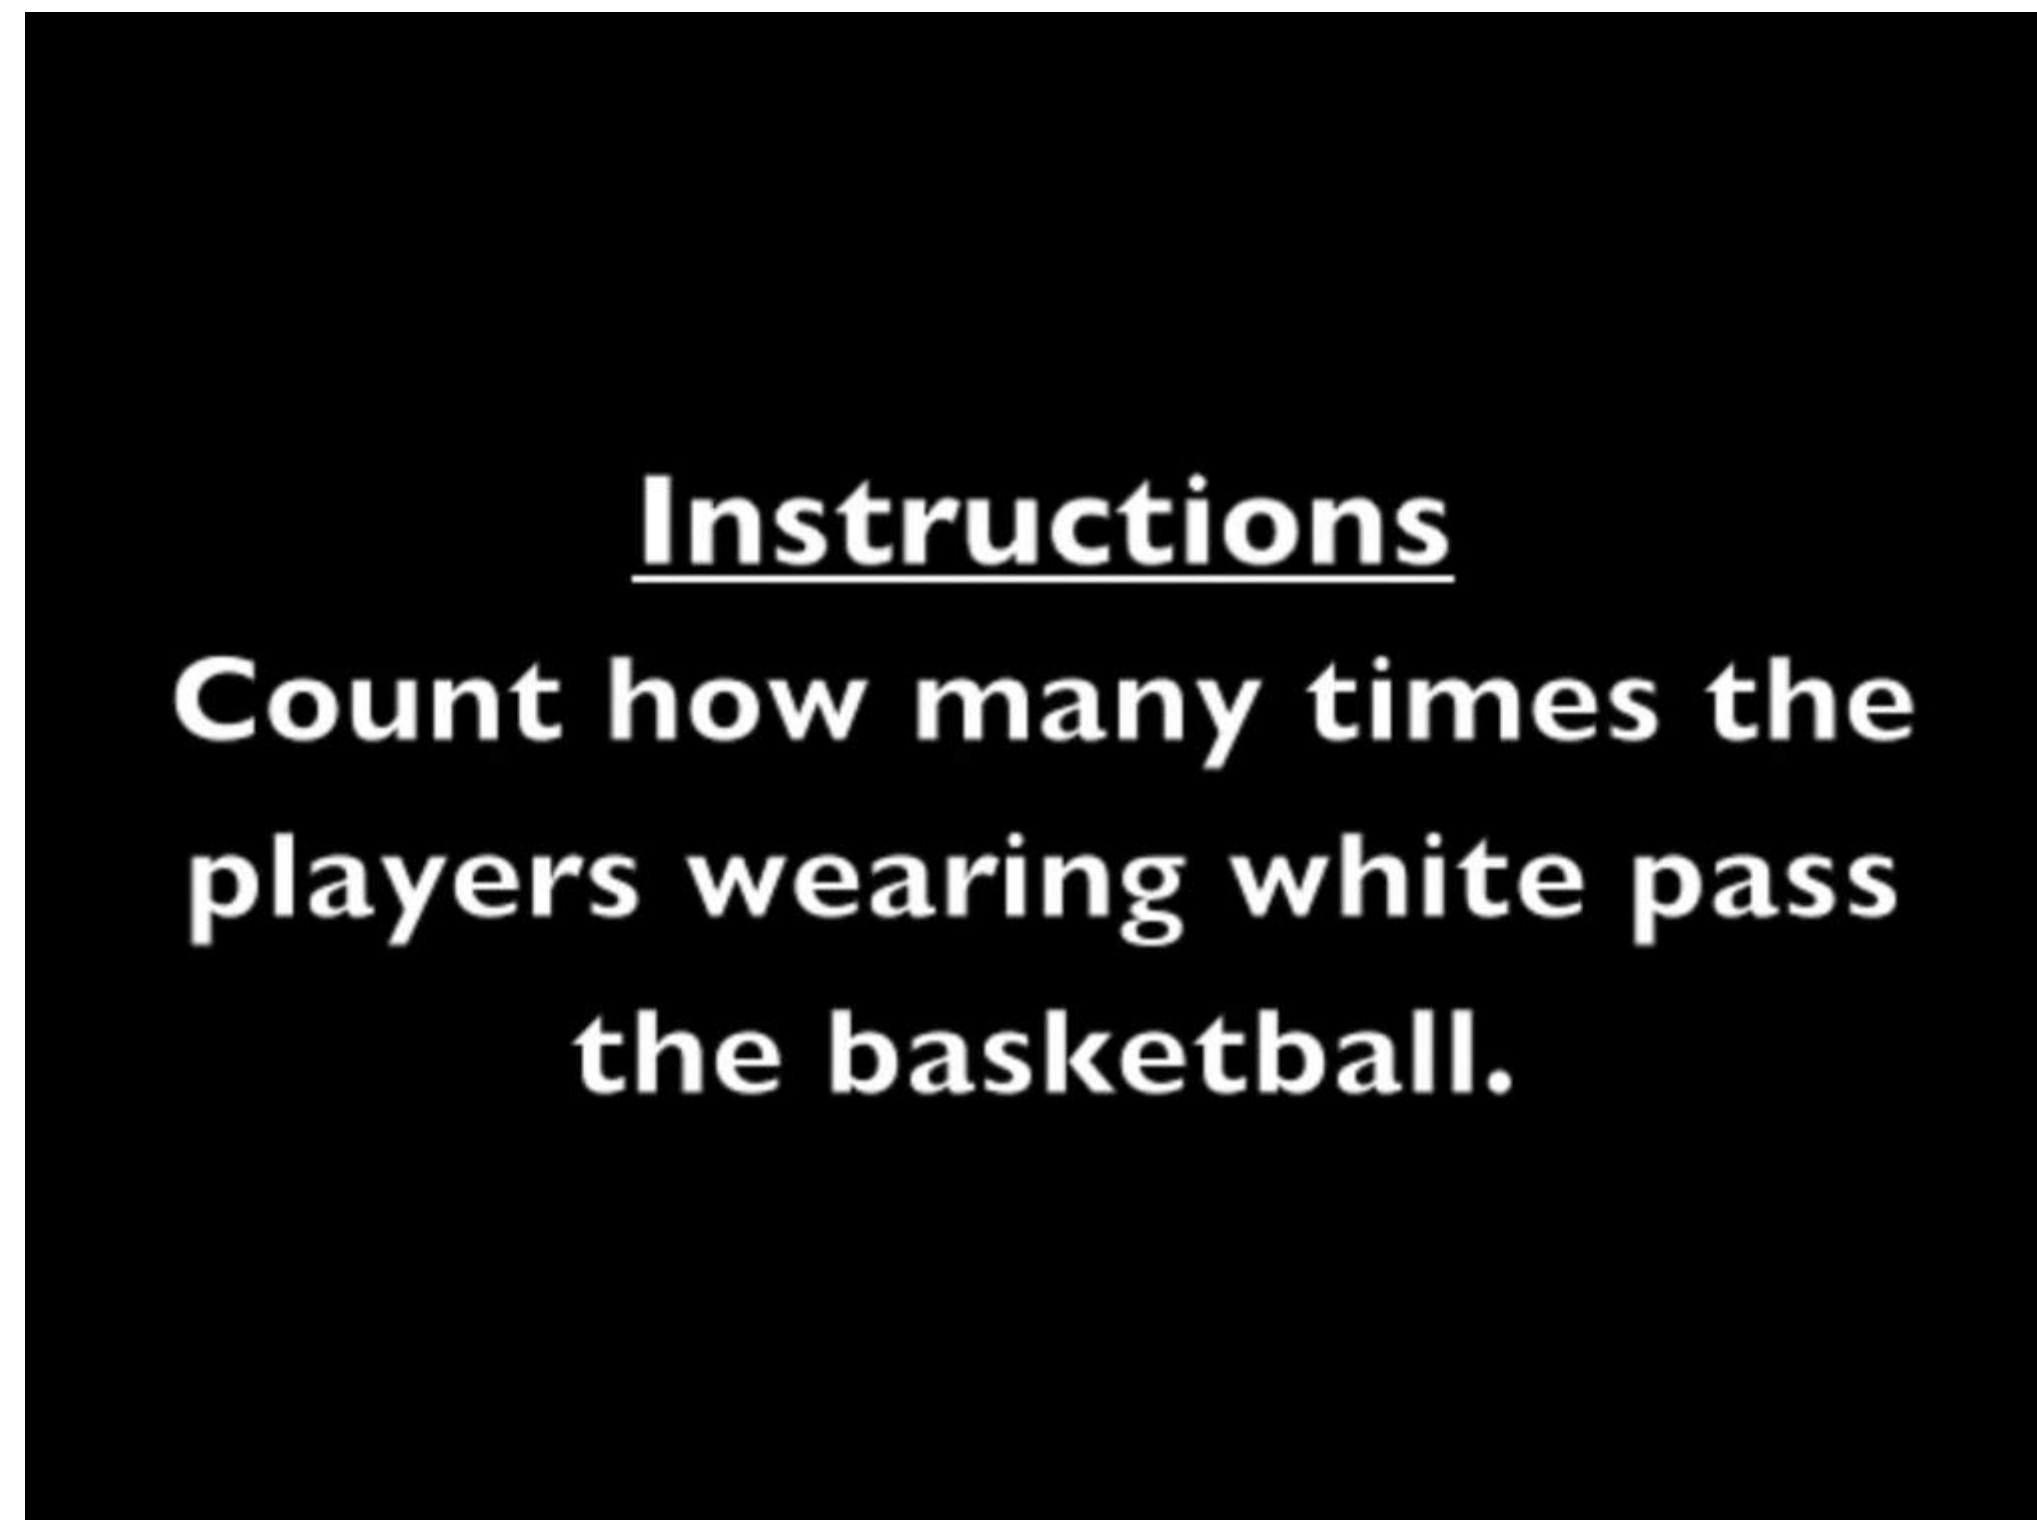 Instructions
Count how many times the
players wearing white pass
the basketball.